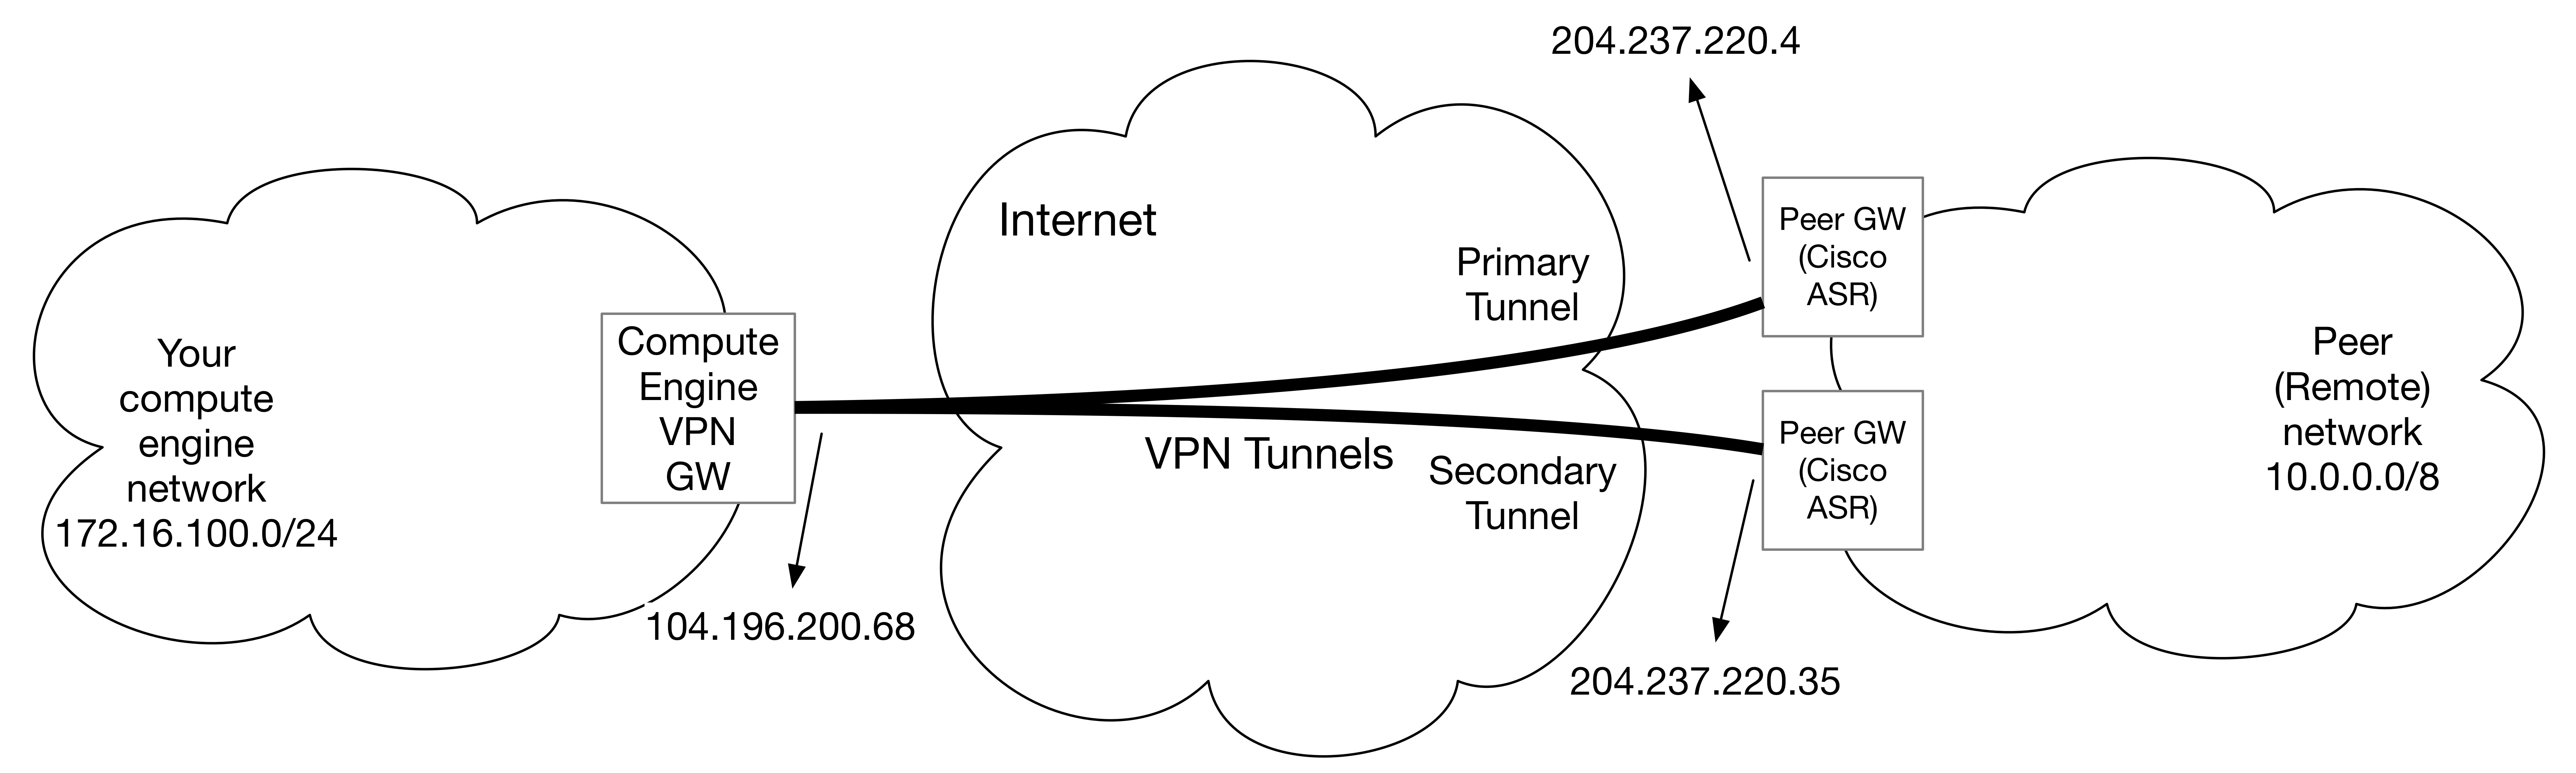 204.237.220.4
Internet
Primary
Tunnel
Peer GW
(Cisco
ASR)
Your
compute
engine
network
172.16.100.0/24
Compute
Engine
VPN
GW
VPN Tunnels
Secondary
Tunnel
Peer GW
(Cisco
ASR)
Peer
(Remote)
network
10.0.0.0/8
104.196.200.68
204.237.220.35